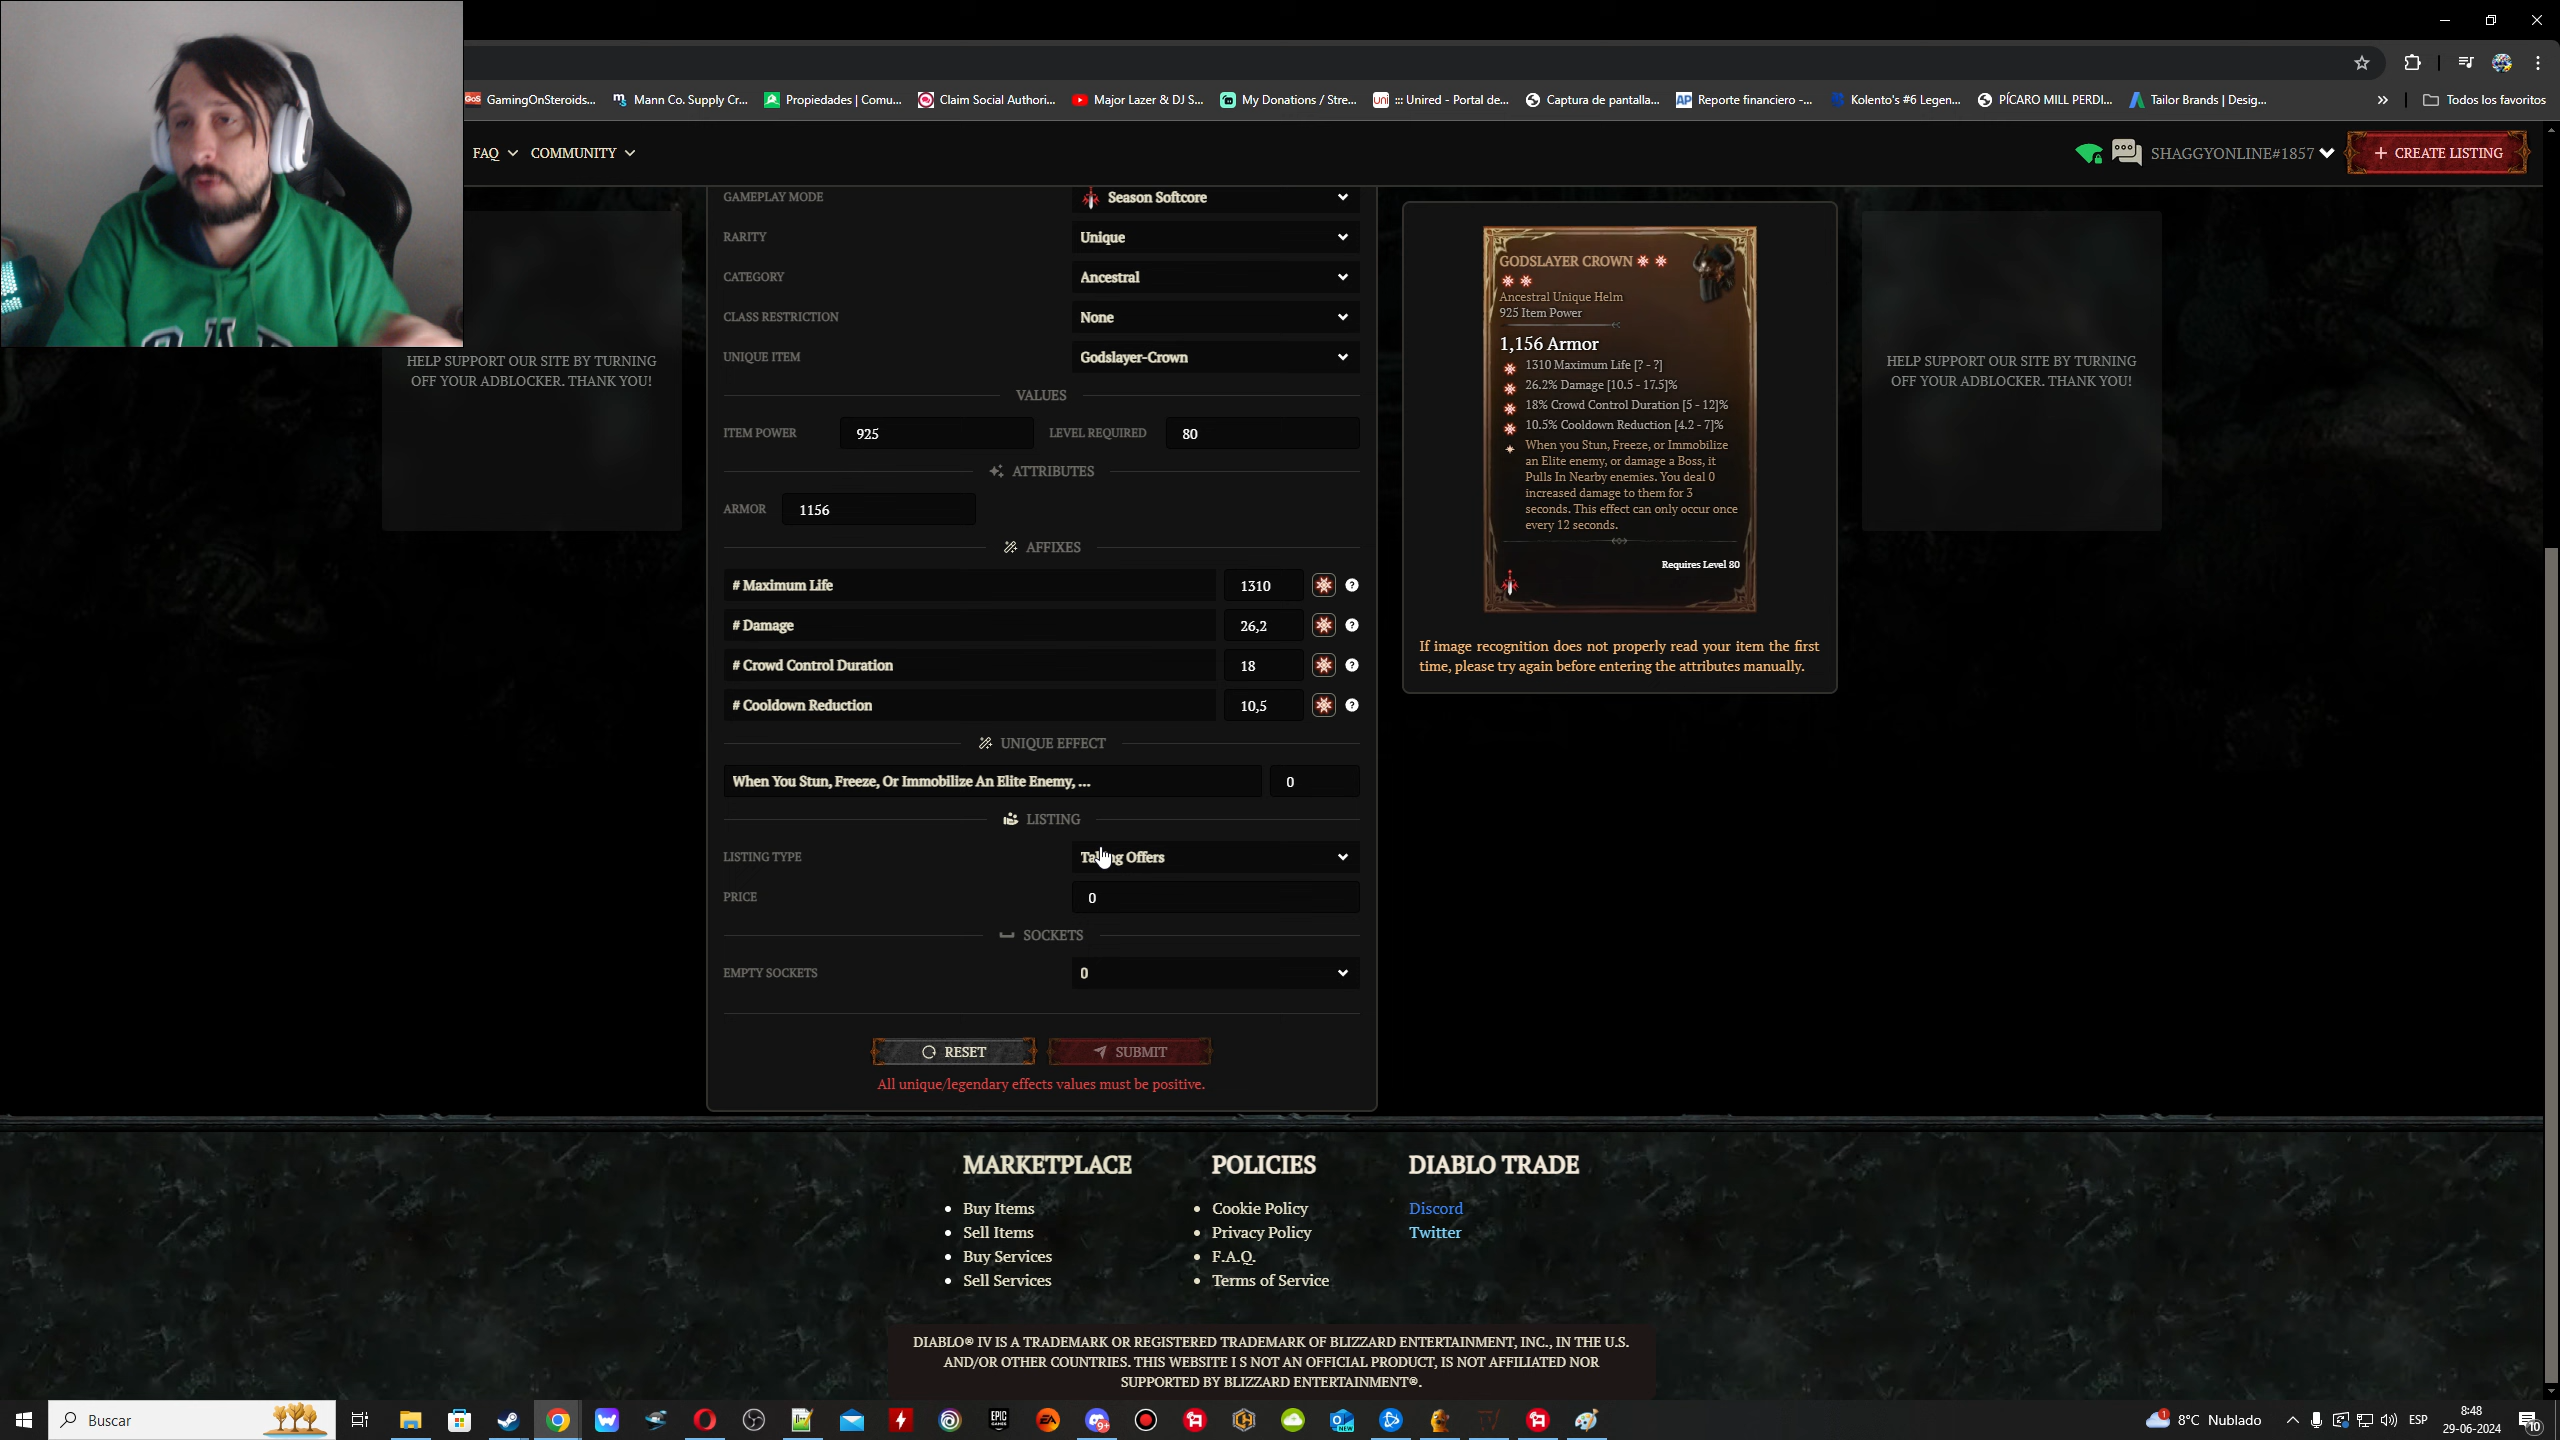 GamingOnSteroids...
Mann Co. Supply Cr...
Propiedades | Comu...
Claim Social Authori...
Major Lazer & DJ S...
My Donations / Stre...
::: Unired - Portal de...
Captura de pantalla...
Reporte financiero -...
Kolento's #6 Legen...
PÍCARO MILL PERDI...
Tailor Brands | Desig...
Todos los favoritos
FAQ
COMMUNITY
SHAGGYONLINE#1857
+ CREATE LISTING
HELP SUPPORT OUR SITE BY TURNING
OFF YOUR ADBLOCKER. THANK YOU!
GAMEPLAY MODE Season Softcore
RARITY Unique
CATEGORY Ancestral
CLASS RESTRICTION None
UNIQUE ITEM Godslayer-Crown
VALUES
ITEM POWER 925 LEVEL REQUIRED 80
ATTRIBUTES
ARMOR 1156
AFFIXES
# Maximum Life 1310
# Damage 26,2
# Crowd Control Duration 18
# Cooldown Reduction 10,5
UNIQUE EFFECT
When You Stun, Freeze, Or Immobilize An Elite Enemy, ... 0
LISTING
LISTING TYPE Taking Offers
PRICE 0
SOCKETS
EMPTY SOCKETS 0
RESET
SUBMIT
All unique/legendary effects values must be positive.
GODSLAYER CROWN
Ancestral Unique Helm
925 Item Power
1,156 Armor
1310 Maximum Life [? - ?]
26.2% Damage [10.5 - 17.5]%
18% Crowd Control Duration [5 - 12]%
10.5% Cooldown Reduction [4.2 - 7]%
When you Stun, Freeze, or Immobilize
an Elite enemy, or damage a Boss, it
Pulls In Nearby enemies. You deal 0
increased damage to them for 3
seconds. This effect can only occur once
every 12 seconds.
Requires Level 80
If image recognition does not properly read your item the first
time, please try again before entering the attributes manually.
HELP SUPPORT OUR SITE BY TURNING
OFF YOUR ADBLOCKER. THANK YOU!
MARKETPLACE
Buy Items
Sell Items
Buy Services
Sell Services
POLICIES
Cookie Policy
Privacy Policy
F.A.Q.
Terms of Service
DIABLO TRADE
Discord
Twitter
DIABLO® IV IS A TRADEMARK OR REGISTERED TRADEMARK OF BLIZZARD ENTERTAINMENT, INC., IN THE U.S.
AND/OR OTHER COUNTRIES. THIS WEBSITE I S NOT AN OFFICIAL PRODUCT, IS NOT AFFILIATED NOR
SUPPORTED BY BLIZZARD ENTERTAINMENT®.
Buscar
8°C Nublado
ESP
8:48
29-06-2024